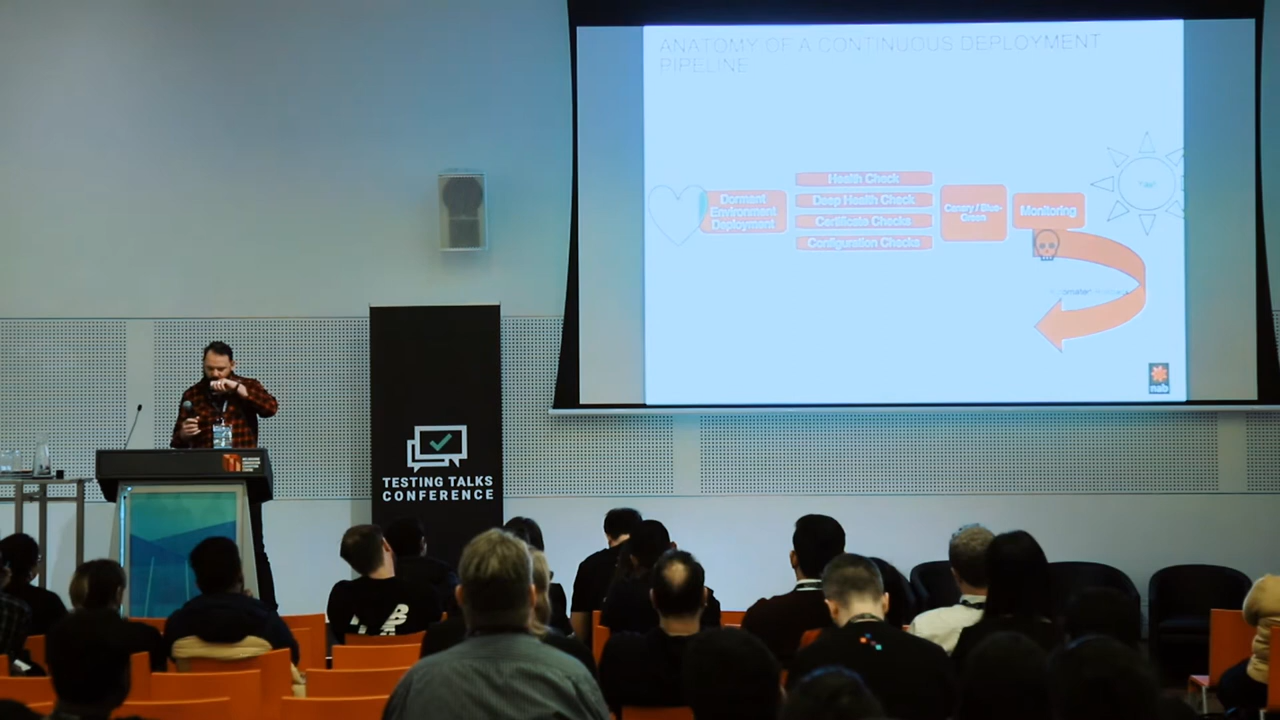 ANATOMY OF A CONTINUOUS DEPLOYMENT
PIPELINE
Health Check
Dormant
Environment
Deployment
Deep Health Check
Certificate Checks
Configuration Checks
Canary / Blue-
Green
Monitoring
nab
TESTING TALKS
CONFERENCE